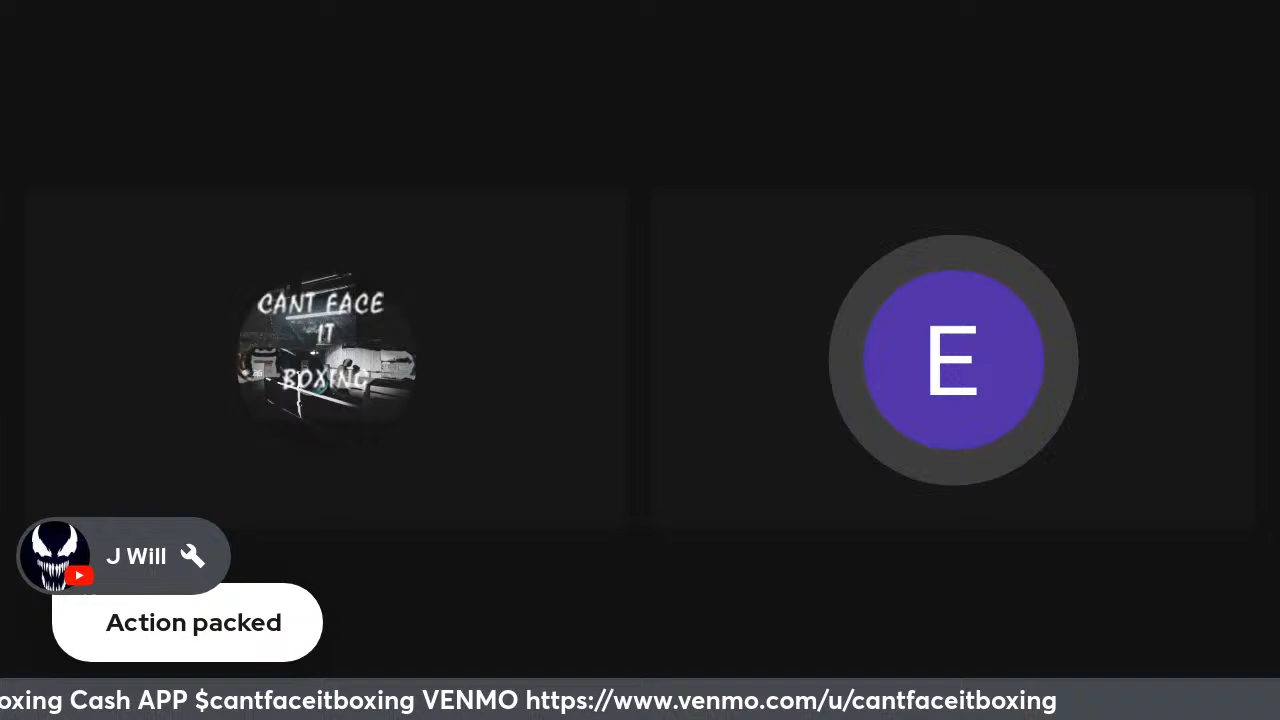 CANT FACE
IT
BOXING
E
J Will
Action packed
oxing Cash APP $cantfaceitboxing VENMO https://www.venmo.com/u/cantfaceitboxing